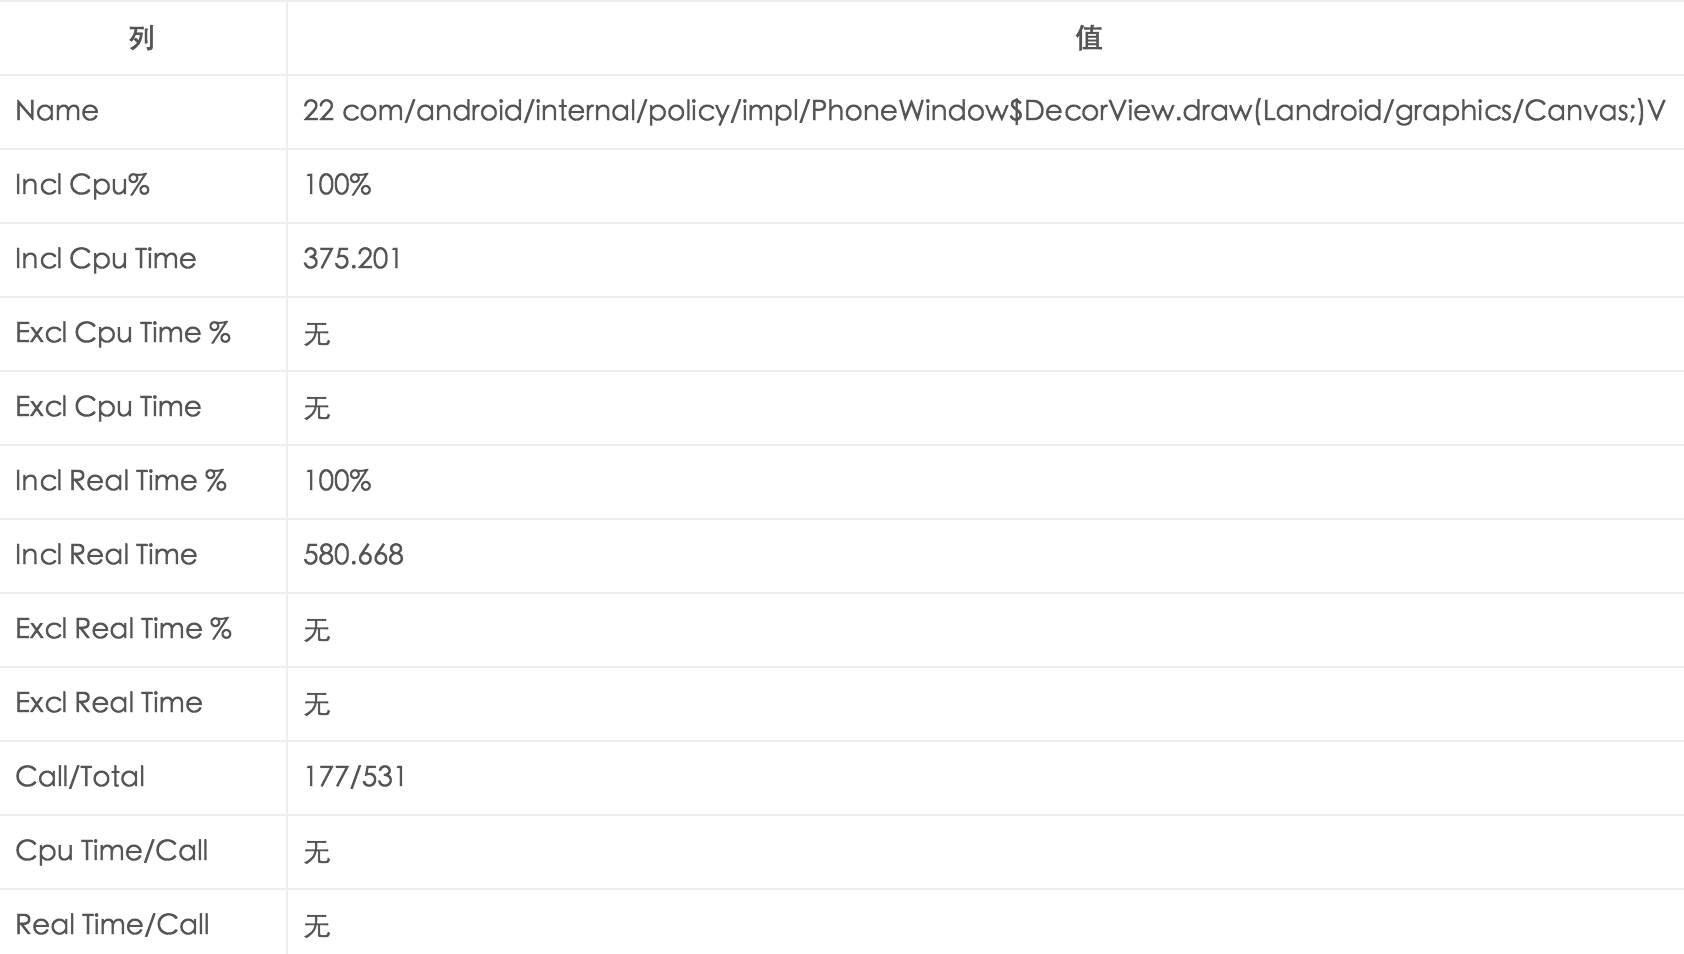 列 值
Name 22 com/android/internal/policy/impl/PhoneWindow$DecorView.draw(Landroid/graphics/Canvas;)V
Incl Cpu% 100%
Incl Cpu Time 375.201
Excl Cpu Time % 无
Excl Cpu Time 无
Incl Real Time % 100%
Incl Real Time 580.668
Excl Real Time % 无
Excl Real Time 无
Call/Total 177/531
Cpu Time/Call 无
Real Time/Call 无